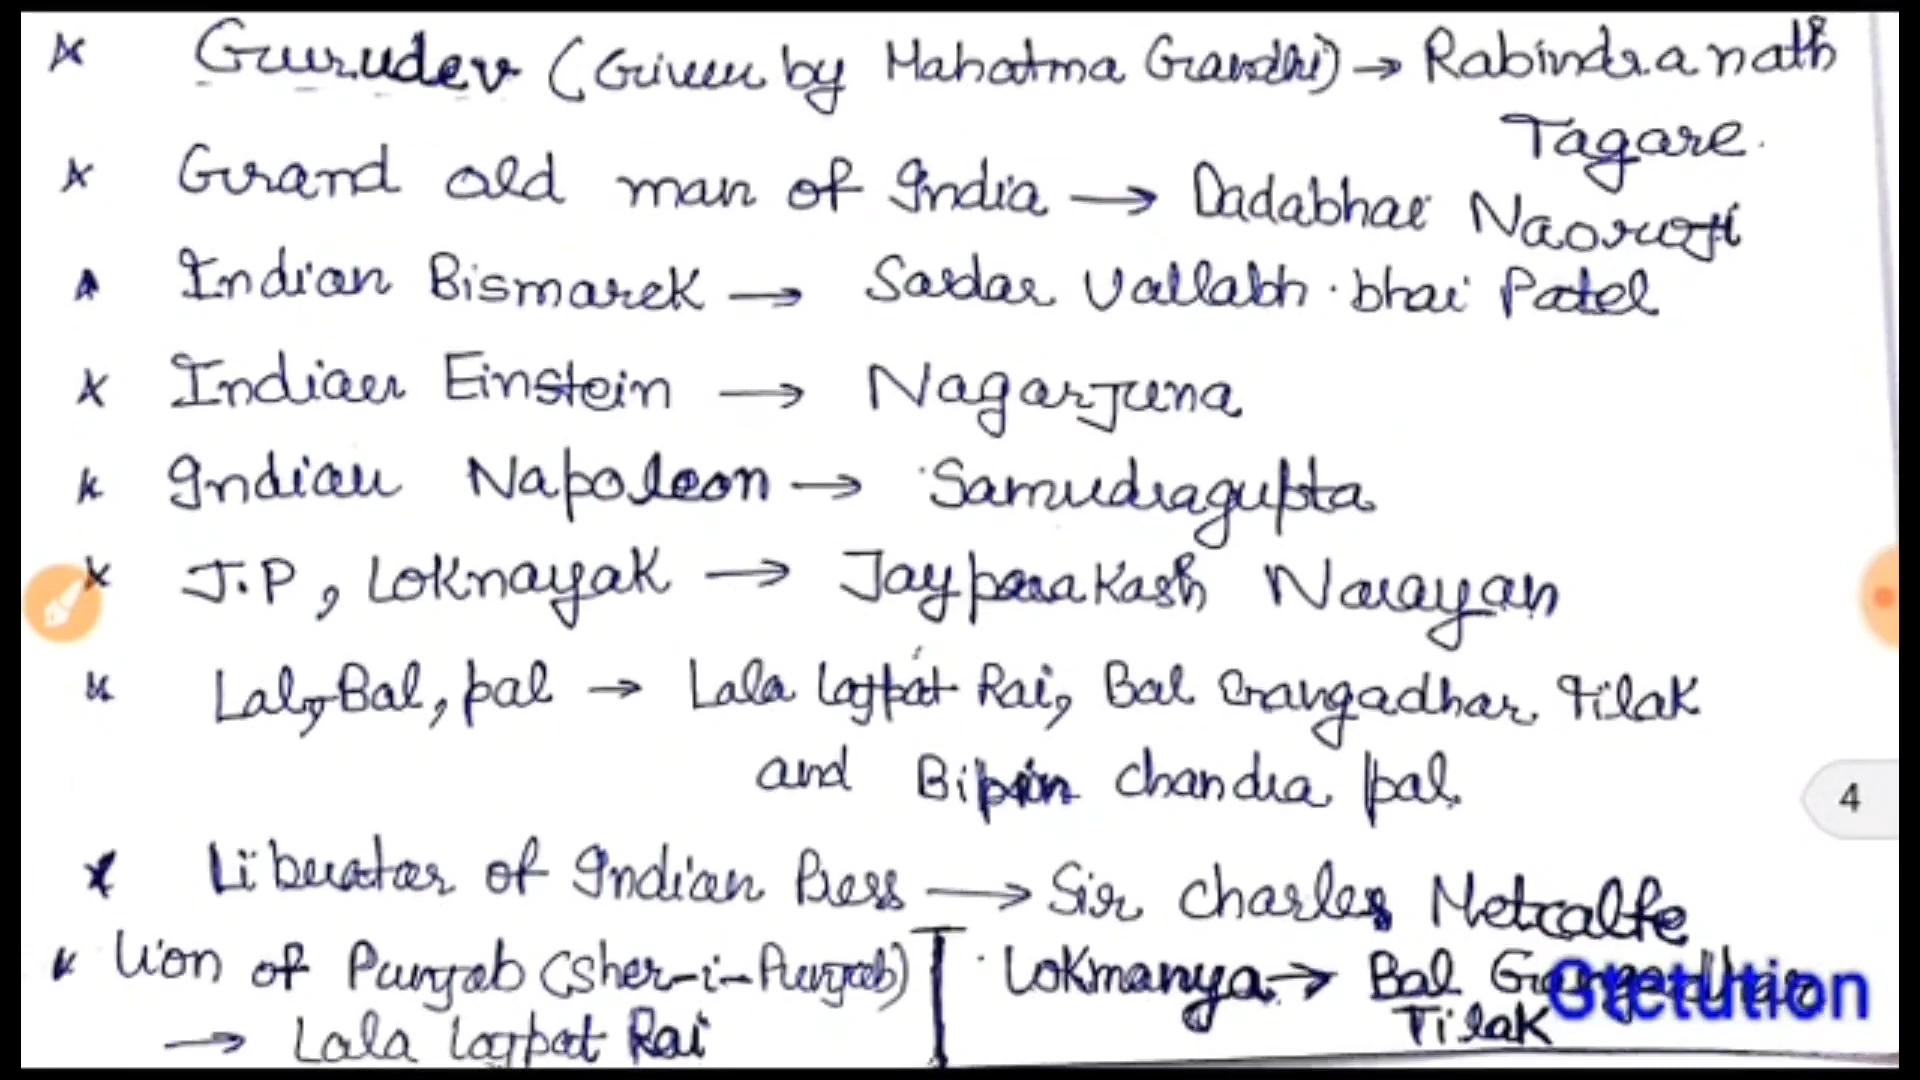 Gurudev (Given by Mahatma Gandhi) → Rabindranath
Tagare.
Grand old man of India → Dadabhai Naoroji
Indian Bismarck → Sardar Vallabh bhai Patel
Indian Einstein → Nagarjuna
Indian Napoleon → Samudragupta
J.P, Loknayak → Jayparakash Narayan
Lal, Bal, pal → Lala Lajpat Rai, Bal Gangadhar Tilak
and Bipin chandra pal
Liberator of Indian Press → Sir Charles Metcalfe
Lion of Punjab (Sher-i-Punjab)
→ Lala Lajpat Rai
Lokmanya → Bal Gangadhar
Tilak
Gtetution
4